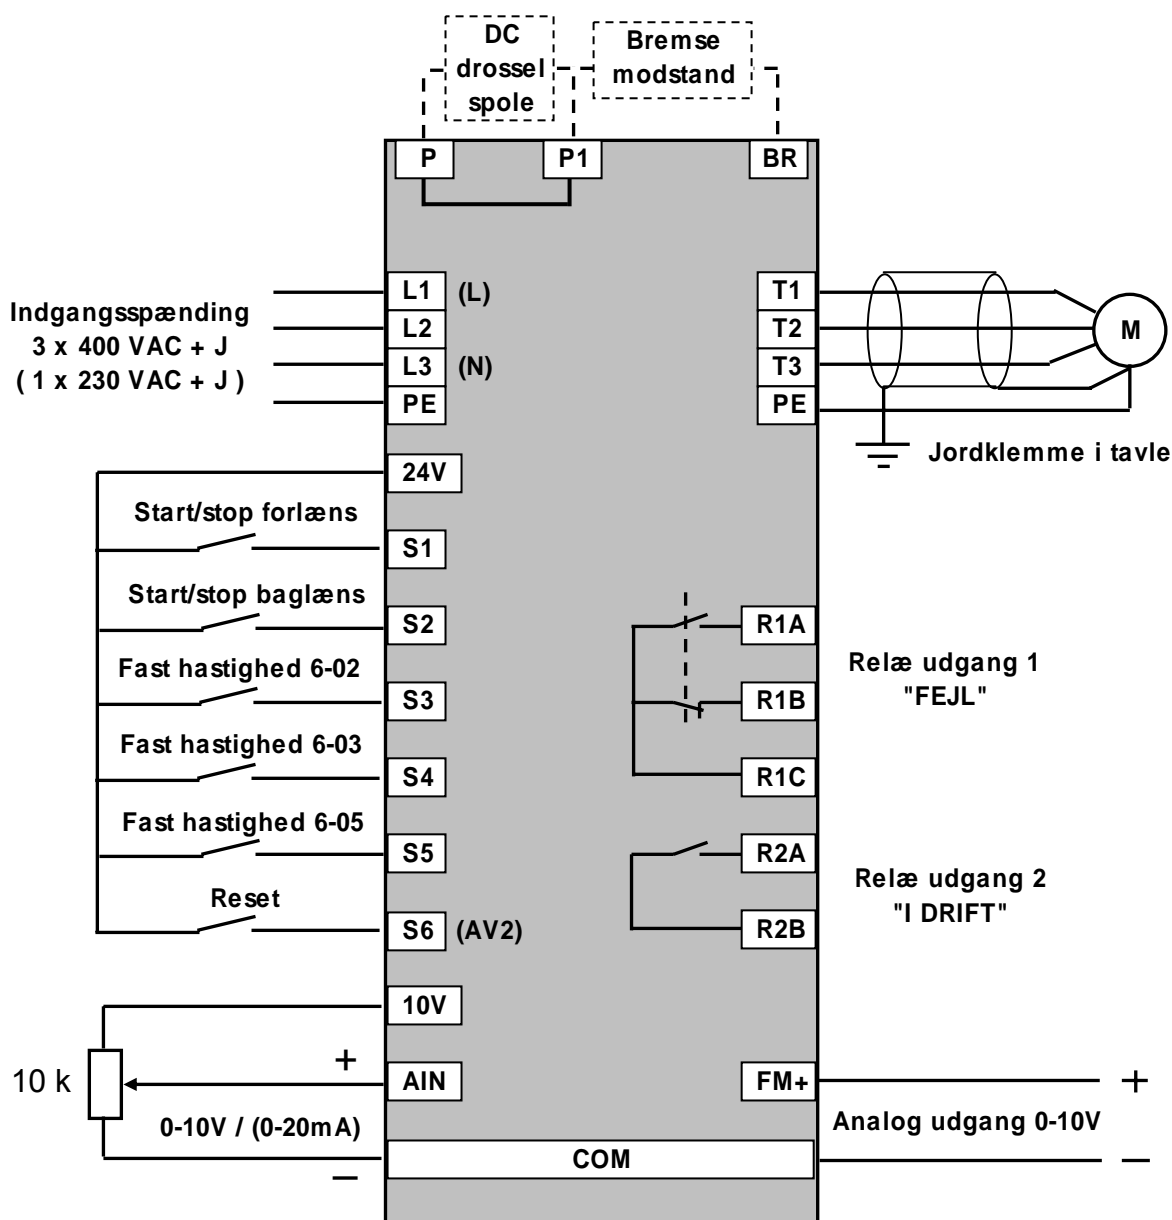 DC
drossel
spole
Bremse
modstand
P
P1
BR
Indgangsspænding
3 x 400 VAC + J
( 1 x 230 VAC + J )
L1 (L)
L2
L3 (N)
PE
T1
T2
T3
PE
M
Jordklemme i tavle
24V
Start/stop forlæns
S1
Start/stop baglæns
S2
Fast hastighed 6-02
S3
Fast hastighed 6-03
S4
Fast hastighed 6-05
S5
Reset
S6 (AV2)
R1A
R1B
R1C
Relæ udgang 1
"FEJL"
R2A
R2B
Relæ udgang 2
"I DRIFT"
10V
10 k
+
AIN
0-10V / (0-20mA)
−
COM
FM+
+
Analog udgang 0-10V
−